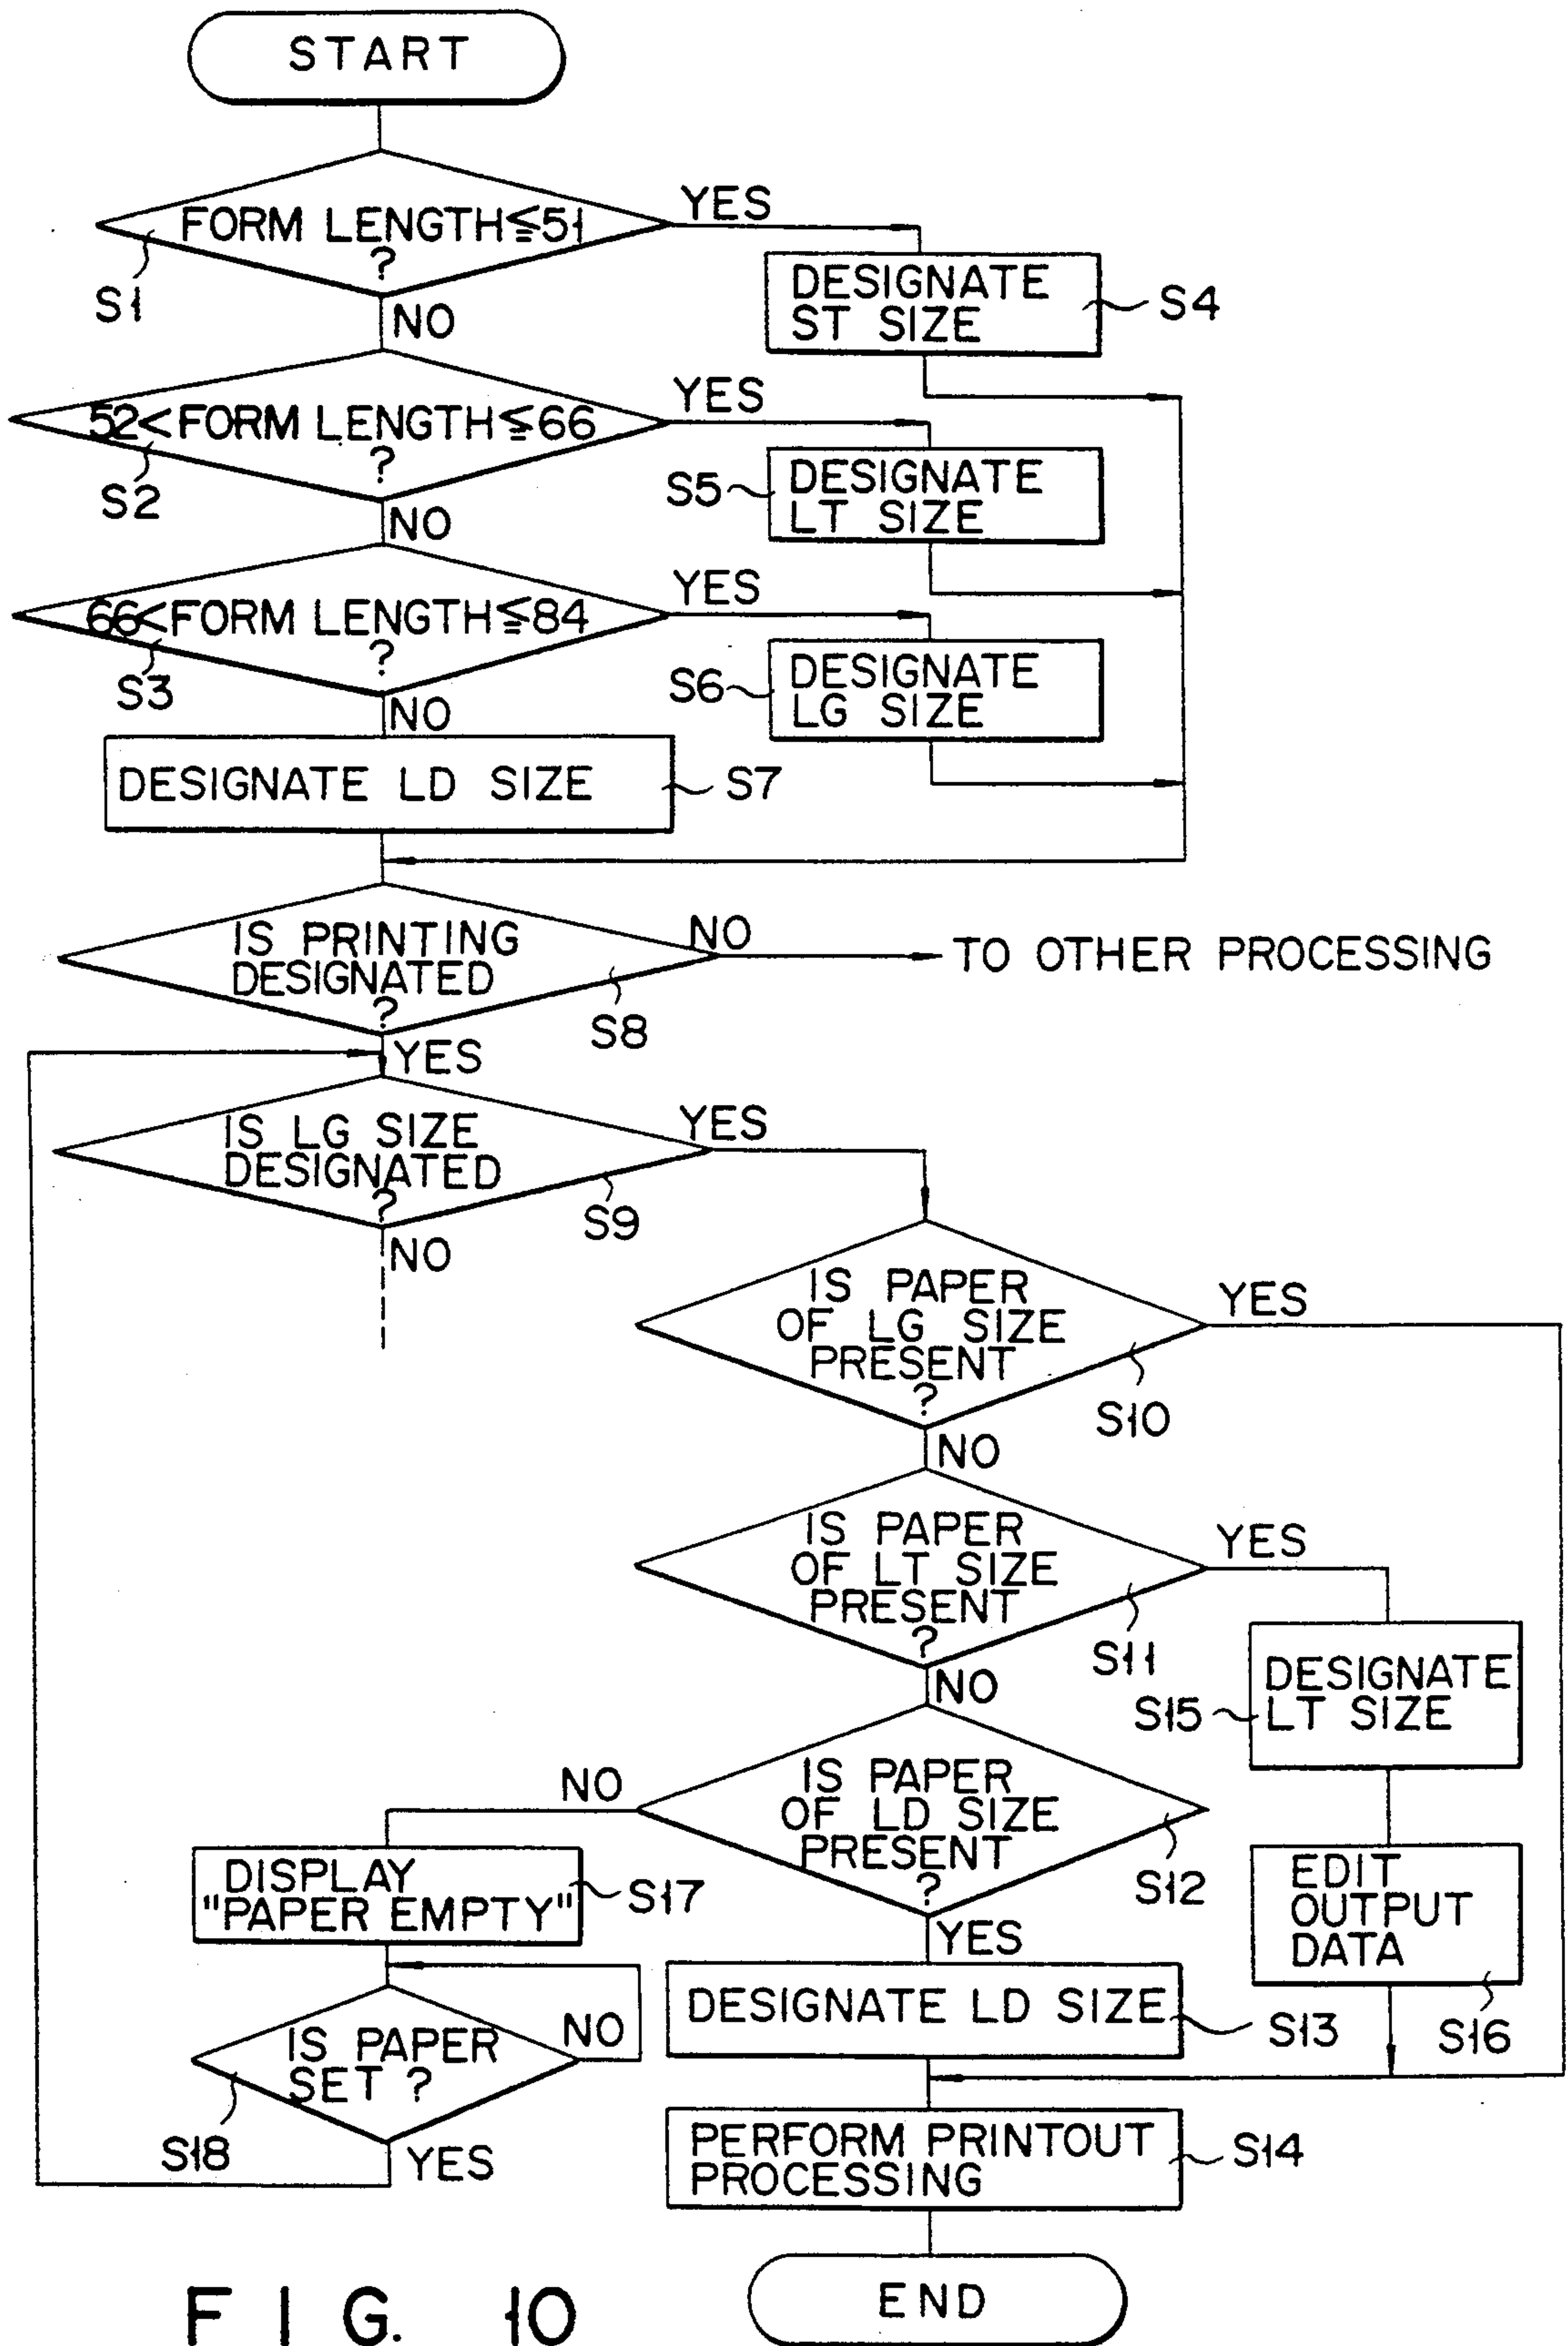 START
FORM LENGTH≦51
?
YES
S1
NO
DESIGNATE
ST SIZE
S4
52<FORM LENGTH≦66
?
YES
S2
NO
S5
DESIGNATE
LT SIZE
66<FORM LENGTH≦84
?
YES
S3
NO
S6
DESIGNATE
LG SIZE
DESIGNATE LD SIZE
S7
IS PRINTING
DESIGNATED
?
NO
TO OTHER PROCESSING
S8
YES
IS LG SIZE
DESIGNATED
?
YES
S9
NO
IS PAPER
OF LG SIZE
PRESENT
?
YES
S10
NO
IS PAPER
OF LT SIZE
PRESENT
?
YES
S11
NO
S15
DESIGNATE
LT SIZE
IS PAPER
OF LD SIZE
PRESENT
?
NO
S12
YES
EDIT
OUTPUT
DATA
S16
DISPLAY
"PAPER EMPTY"
S17
DESIGNATE LD SIZE
S13
IS PAPER
SET ?
NO
S18
YES
PERFORM PRINTOUT
PROCESSING
S14
END
FIG. 10